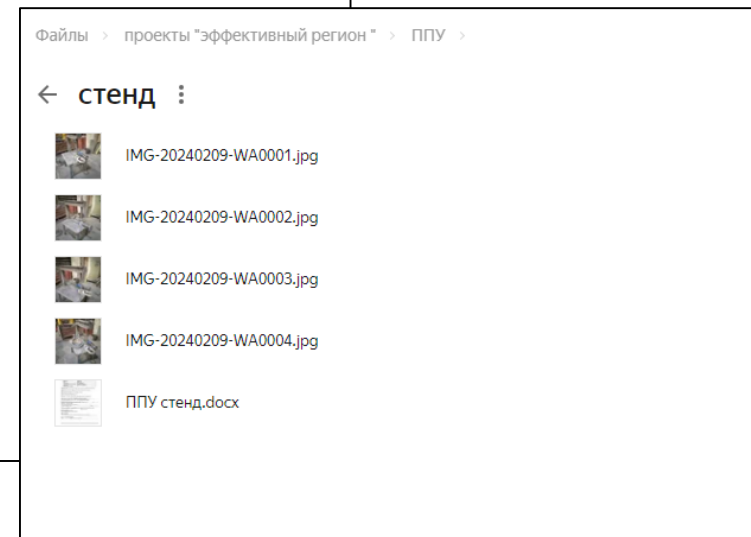 Файлы > проекты "эффективный регион " > ППУ >
← стенд ⋮
IMG-20240209-WA0001.jpg
IMG-20240209-WA0002.jpg
IMG-20240209-WA0003.jpg
IMG-20240209-WA0004.jpg
ППУ стенд.docx